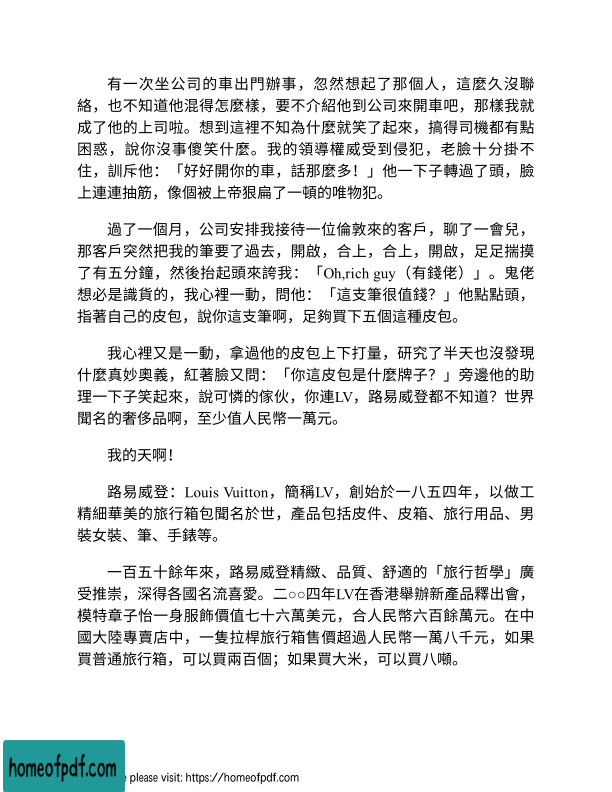 有一次坐公司的車出門辦事，忽然想起了那個人，這麼久沒聯
絡，也不知道他混得怎麼樣，要不介紹他到公司來開車吧，那樣我就
成了他的上司啦。想到這裡不知為什麼就笑了起來，搞得司機都有點
困惑，說你沒事傻笑什麼。我的領導權威受到侵犯，老臉十分掛不
住，訓斥他：「好好開你的車，話那麼多！」他一下子轉過了頭，臉
上連連抽筋，像個被上帝狠扁了一頓的唯物犯。
過了一個月，公司安排我接待一位倫敦來的客戶，聊了一會兒，
那客戶突然把我的筆要了過去，開啟，合上，合上，開啟，足足揣摸
了有五分鐘，然後抬起頭來誇我：「Oh,rich guy（有錢佬）」。鬼佬
想必是識貨的，我心裡一動，問他：「這支筆很值錢？」他點點頭，
指著自己的皮包，說你這支筆啊，足夠買下五個這種皮包。
我心裡又是一動，拿過他的皮包上下打量，研究了半天也沒發現
什麼真妙奧義，紅著臉又問：「你這皮包是什麼牌子？」旁邊他的助
理一下子笑起來，說可憐的傢伙，你連LV，路易威登都不知道？世界
聞名的奢侈品啊，至少值人民幣一萬元。
我的天啊！
路易威登：Louis Vuitton，簡稱LV，創始於一八五四年，以做工
精細華美的旅行箱包聞名於世，產品包括皮件、皮箱、旅行用品、男
裝女裝、筆、手錶等。
一百五十餘年來，路易威登精緻、品質、舒適的「旅行哲學」廣
受推崇，深得各國名流喜愛。二○○四年LV在香港舉辦新產品釋出會，
模特章子怡一身服飾價值七十六萬美元，合人民幣六百餘萬元。在中
國大陸專賣店中，一隻拉桿旅行箱售價超過人民幣一萬八千元，如果
買普通旅行箱，可以買兩百個；如果買大米，可以買八噸。
homeofpdf.com
e please visit: https://homeofpdf.com